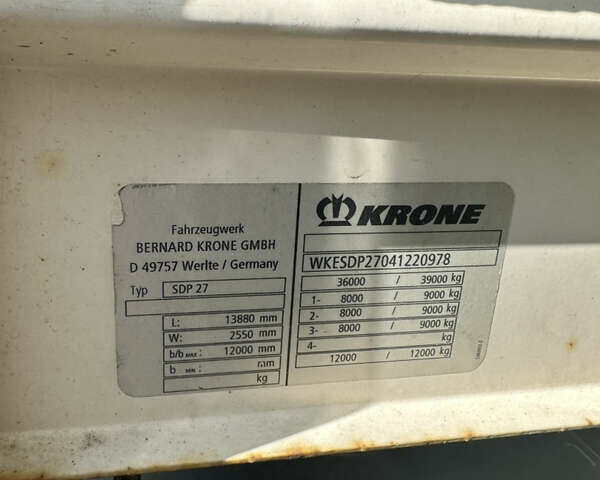 Fahrzeugwerk
BERNARD KRONE GMBH
D 49757 Werlte / Germany
Typ SDP 27
L: 13880 mm
W: 2550 mm
b/b MAX: 12000 mm
b MIN: mm
kg
KRONE
WKESDP27041220978
36000 / 39000 kg
1- 8000 / 9000 kg
2- 8000 / 9000 kg
3- 8000 / 9000 kg
4- kg
12000 / 12000 kg